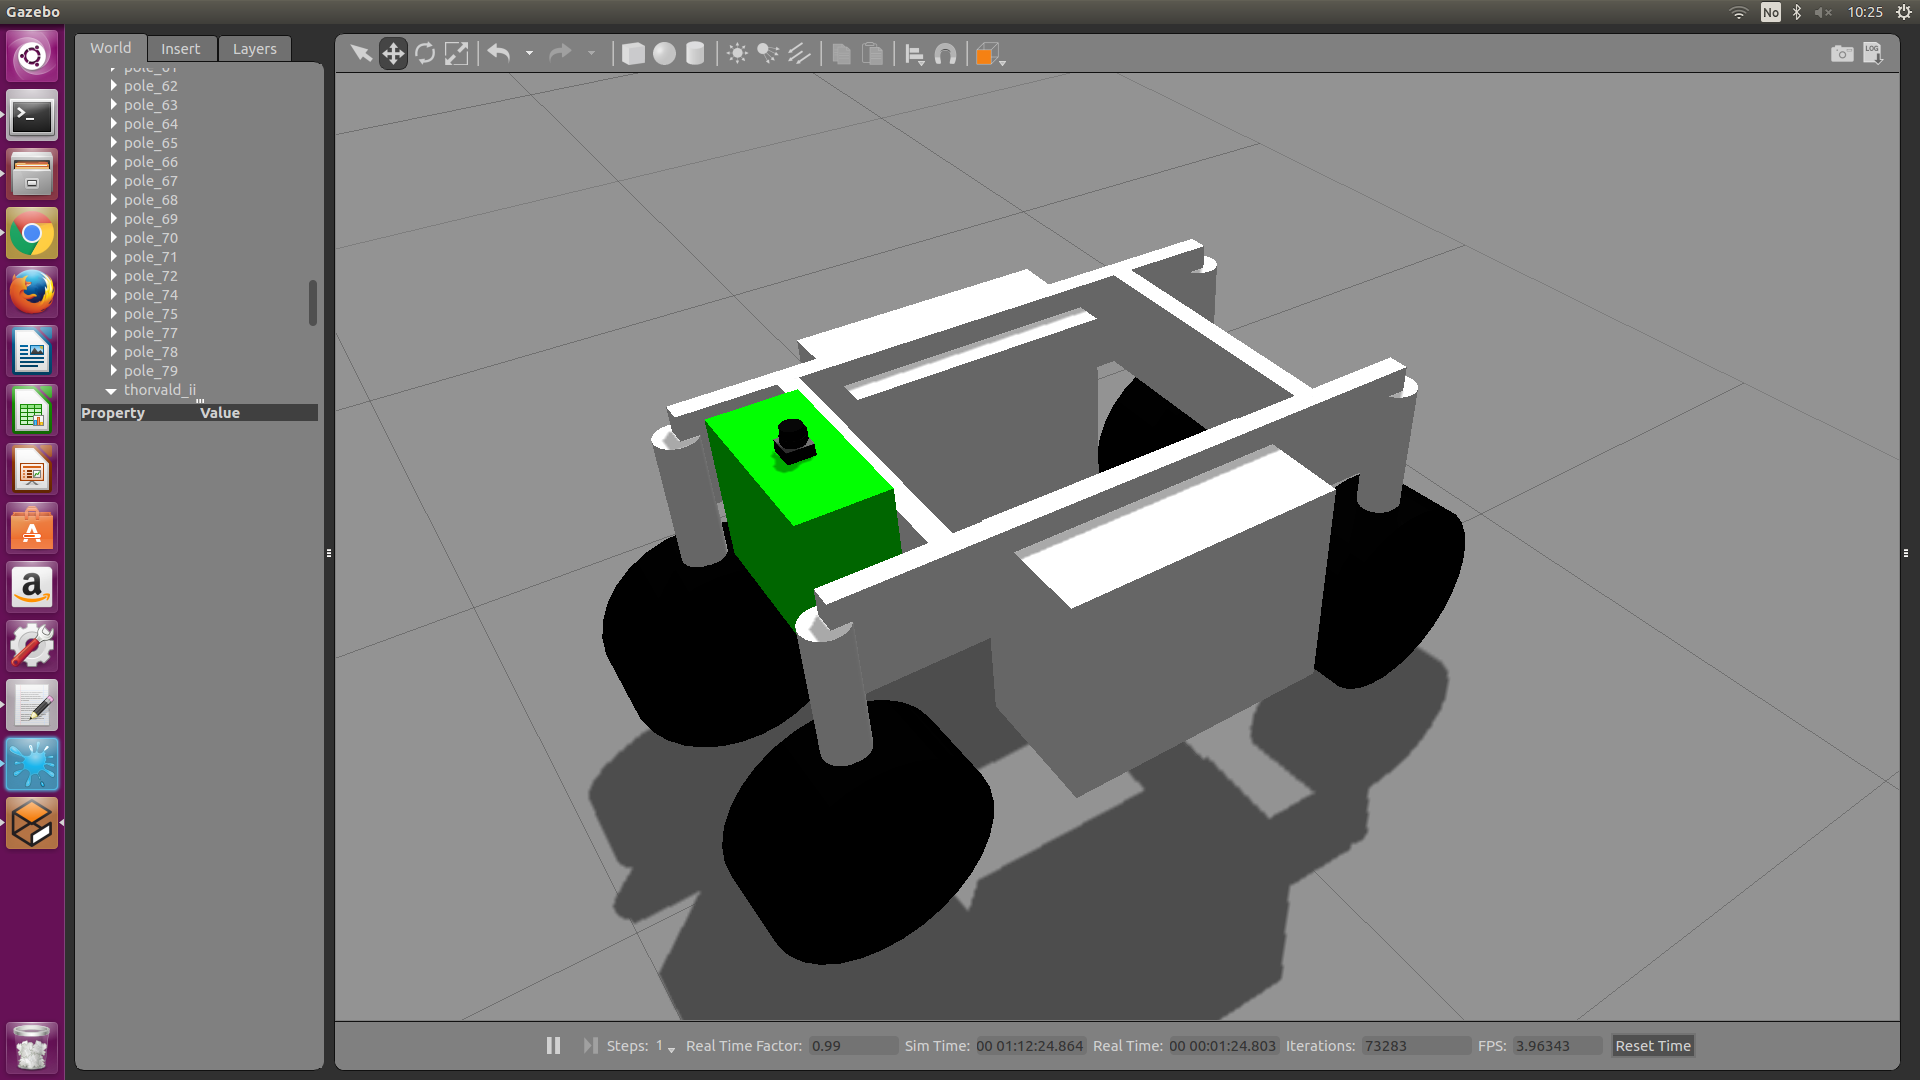 Gazebo
No
10:25
World Insert Layers
LOG
pole_61
pole_62
pole_63
pole_64
pole_65
pole_66
pole_67
pole_68
pole_69
pole_70
pole_71
pole_72
pole_74
pole_75
pole_77
pole_78
pole_79
thorvald_ii
Property Value
Steps: 1 Real Time Factor: 0.99 Sim Time: 00 01:12:24.864 Real Time: 00 00:01:24.803 Iterations: 73283 FPS: 3.96343 Reset Time